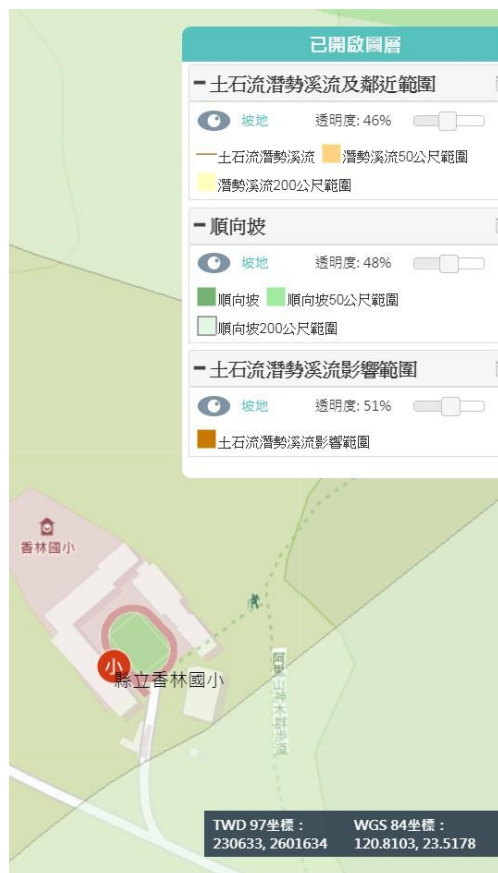 已開啟圖層
土石流潛勢溪流及鄰近範圍
坡地 透明度: 46%
土石流潛勢溪流 潛勢溪流50公尺範圍
潛勢溪流200公尺範圍
順向坡
坡地 透明度: 48%
順向坡 順向坡50公尺範圍
順向坡200公尺範圍
土石流潛勢溪流影響範圍
坡地 透明度: 51%
土石流潛勢溪流影響範圍
香林國小
小
縣立香林國小
阿里山神木群步道
TWD 97坐標: WGS 84坐標:
230633, 2601634 120.8103, 23.5178